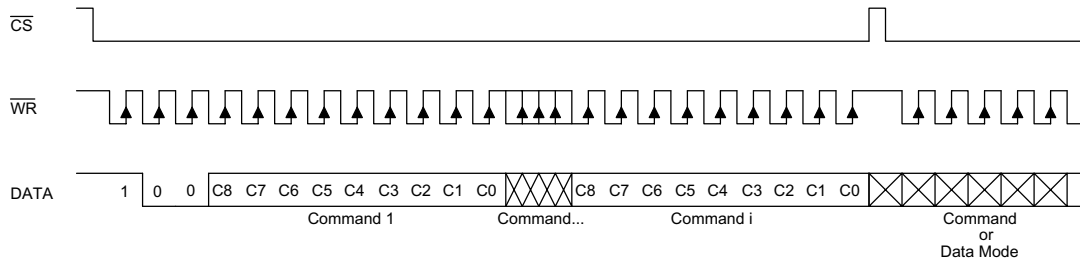 CS
WR
DATA 1 0 0 C8 C7 C6 C5 C4 C3 C2 C1 C0 C8 C7 C6 C5 C4 C3 C2 C1 C0
Command 1 Command... Command i Command
or
Data Mode